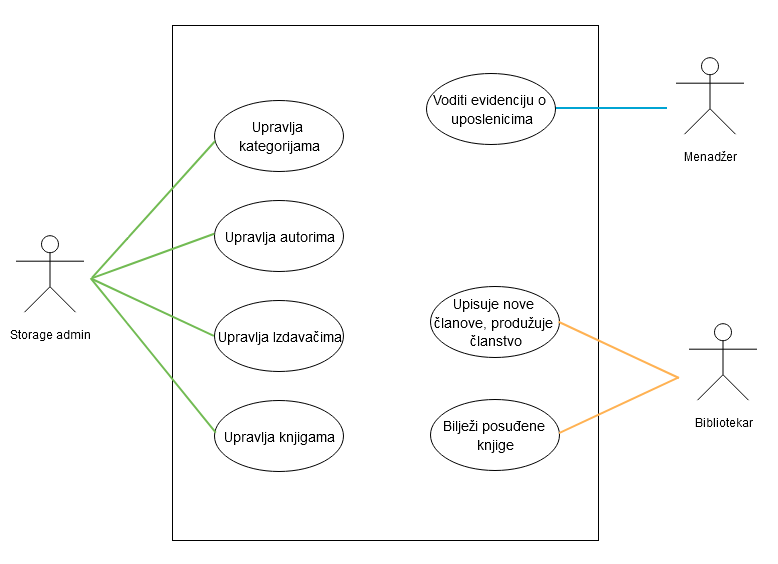 Voditi evidenciju o
uposlenicima
Menadžer
Upravlja
kategorijama
Upravlja autorima
Storage admin
Upravlja Izdavačima
Upisuje nove
članove, produžuje
članstvo
Upravlja knjigama
Bilježi posuđene
knjige
Bibliotekar